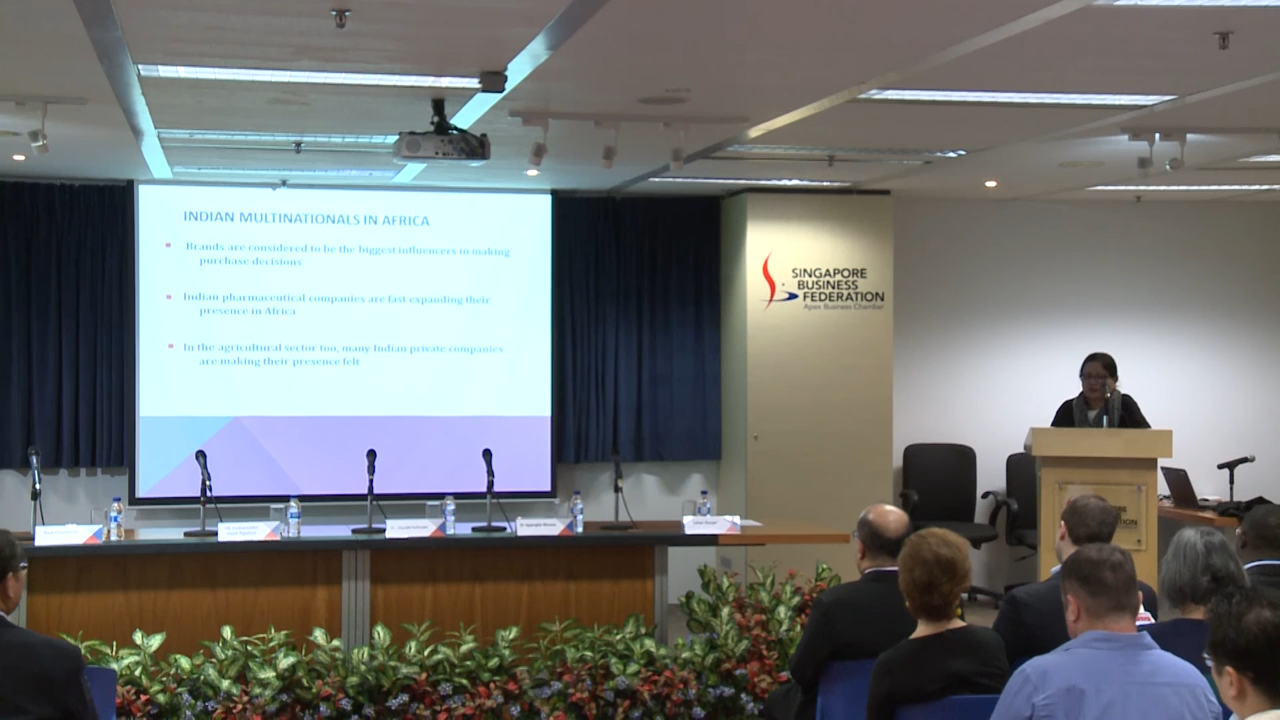 INDIAN MULTINATIONALS IN AFRICA
Brands are considered to be the biggest influencers in making
purchase decisions
Indian pharmaceutical companies are fast expanding their
presence in Africa
In the agricultural sector too, many Indian private companies
are making their presence felt
SINGAPORE
BUSINESS
FEDERATION
Apex Business Chamber